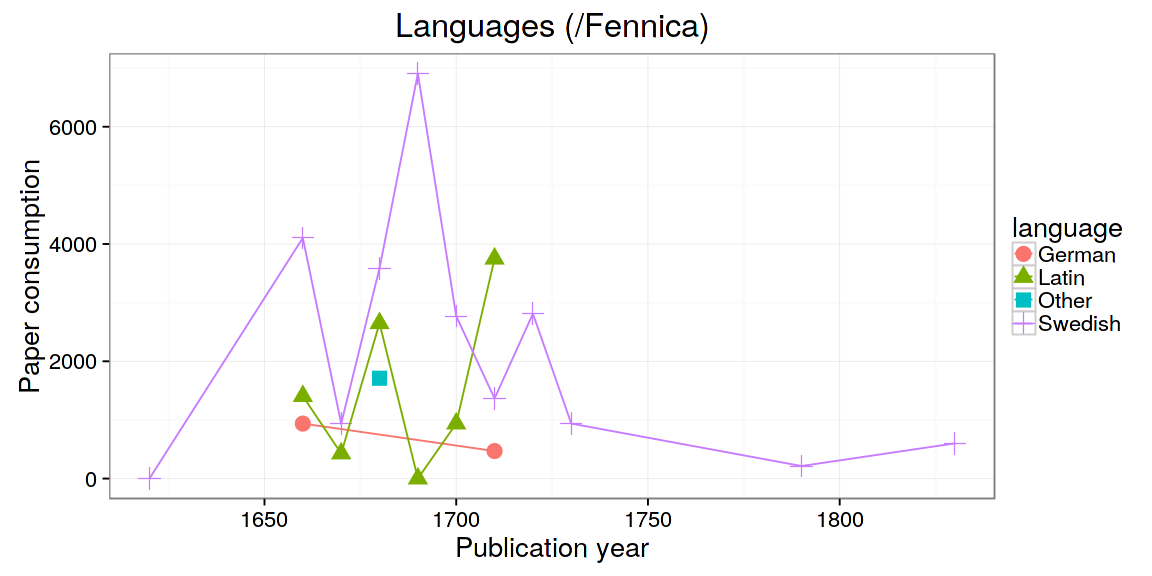 Languages (/Fennica)
Paper consumption
6000
4000
2000
0
1650
1700
1750
1800
Publication year
language
German
Latin
Other
Swedish